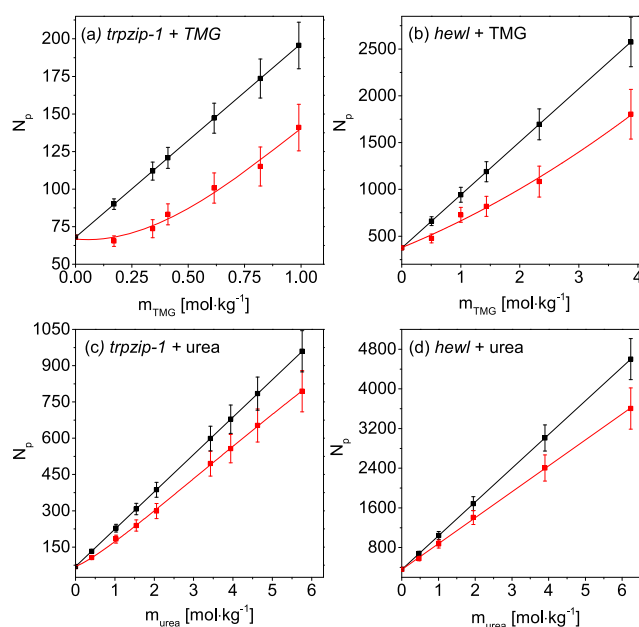 (a) trpzip-1 + TMG
(b) hewl + TMG
200
175
150
125
100
75
50
N_p
2500
2000
1500
1000
500
N_p
0.00 0.25 0.50 0.75 1.00
0 1 2 3 4
m_TMG [mol·kg⁻¹]
m_TMG [mol·kg⁻¹]
(c) trpzip-1 + urea
(d) hewl + urea
1050
900
750
600
450
300
150
N_p
4800
4000
3200
2400
1600
800
N_p
0 1 2 3 4 5 6
0 1 2 3 4 5 6
m_urea [mol·kg⁻¹]
m_urea [mol·kg⁻¹]